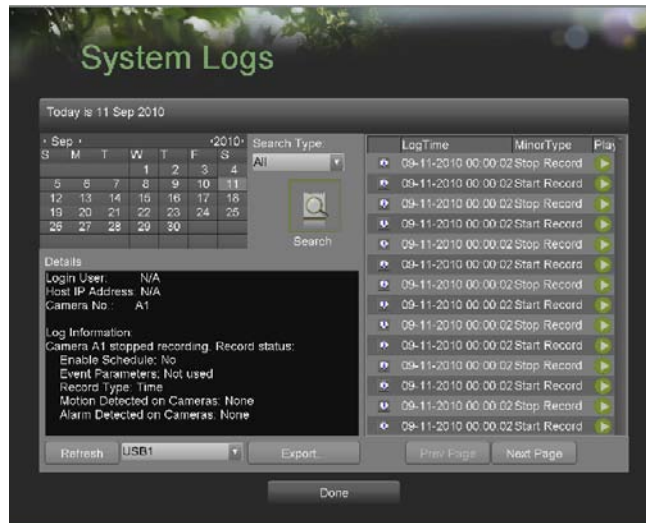 System Logs
Today is 11 Sep 2010
Sep 2010
S M T W T F S
1 2 3 4
5 6 7 8 9 10 11
12 13 14 15 16 17 18
19 20 21 22 23 24 25
26 27 28 29 30
Search Type:
All
Search
Details
Login User: N/A
Host IP Address: N/A
Camera No.: A1
Log Information:
Camera A1 stopped recording. Record status:
Enable Schedule: No
Event Parameters: Not used
Record Type: Time
Motion Detected on Cameras: None
Alarm Detected on Cameras: None
LogTime MinorType Play
09-11-2010 00:00:02 Stop Record
09-11-2010 00:00:02 Start Record
09-11-2010 00:00:02 Stop Record
09-11-2010 00:00:02 Start Record
09-11-2010 00:00:02 Stop Record
09-11-2010 00:00:02 Start Record
09-11-2010 00:00:02 Stop Record
09-11-2010 00:00:02 Start Record
09-11-2010 00:00:02 Stop Record
09-11-2010 00:00:02 Start Record
09-11-2010 00:00:02 Stop Record
09-11-2010 00:00:02 Start Record
09-11-2010 00:00:02 Stop Record
09-11-2010 00:00:02 Start Record
Refresh USB1 Export.. Prev Page Next Page
Done